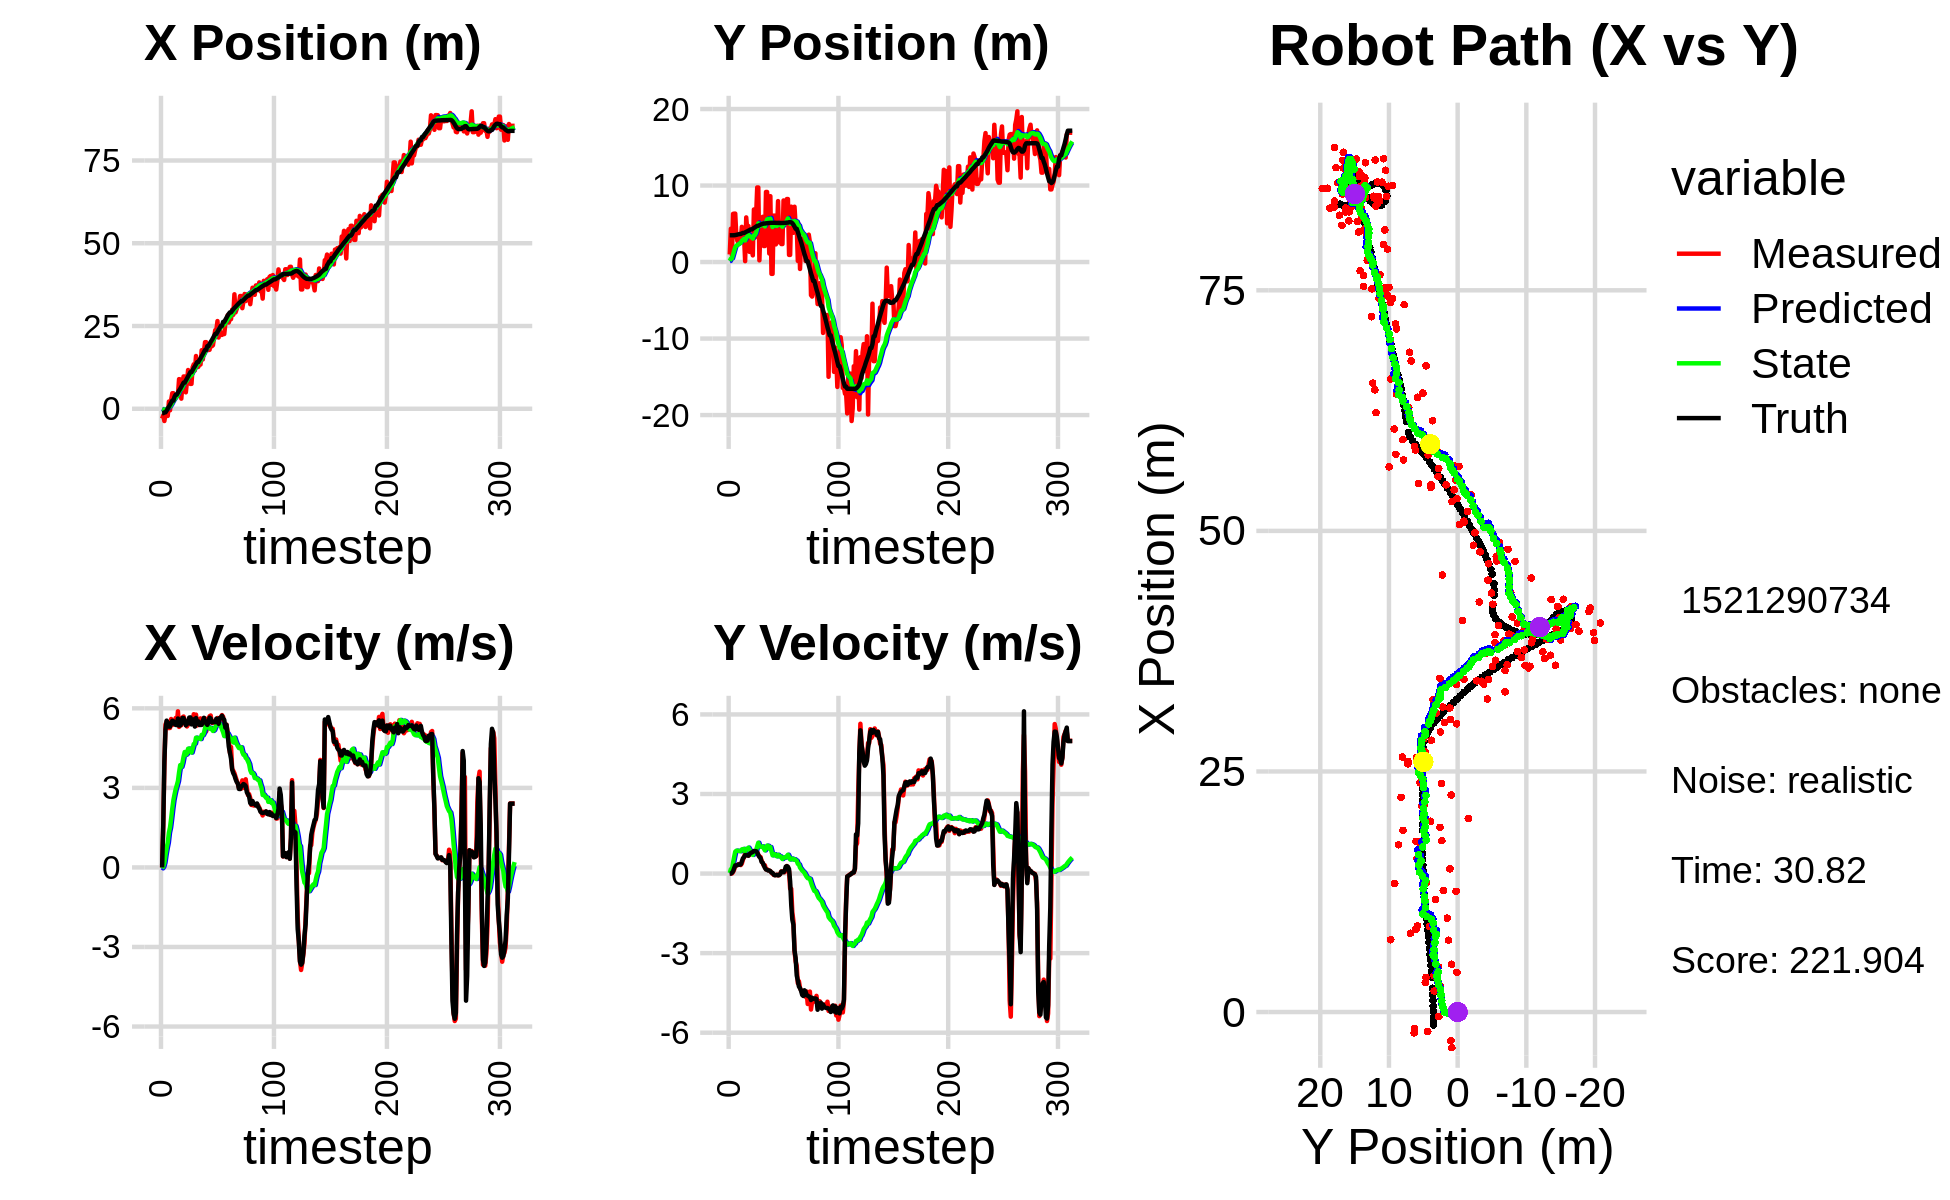 X Position (m)
75
50
25
0
0
100
200
300
timestep
Y Position (m)
20
10
0
-10
-20
0
100
200
300
timestep
X Velocity (m/s)
6
3
0
-3
-6
0
100
200
300
timestep
Y Velocity (m/s)
6
3
0
-3
-6
0
100
200
300
timestep
Robot Path (X vs Y)
X Position (m)
75
50
25
0
20 10 0 -10 -20
Y Position (m)
variable
Measured
Predicted
State
Truth
1521290734
Obstacles: none
Noise: realistic
Time: 30.82
Score: 221.904